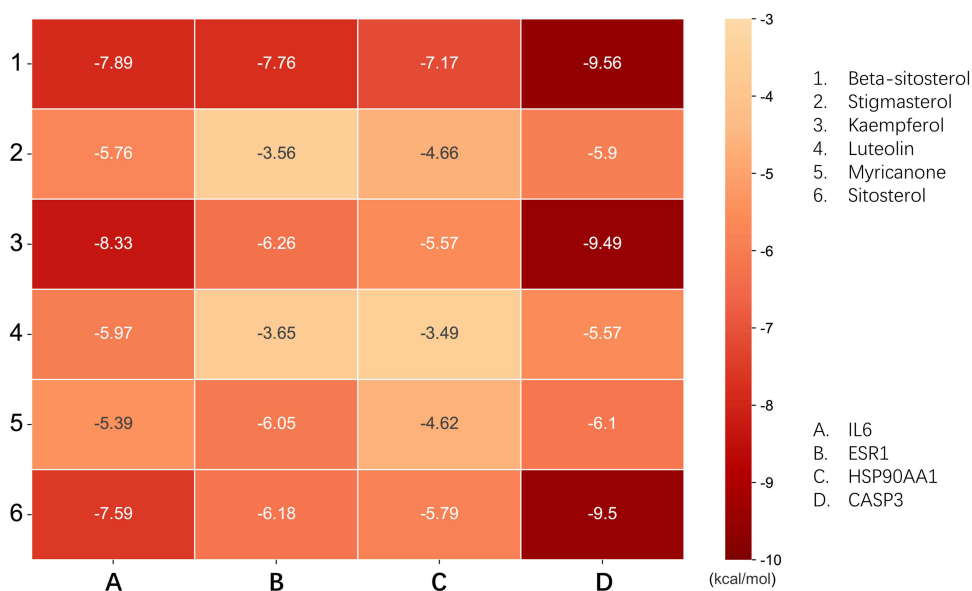 1 -7.89 -7.76 -7.17 -9.56
2 -5.76 -3.56 -4.66 -5.9
3 -8.33 -6.26 -5.57 -9.49
4 -5.97 -3.65 -3.49 -5.57
5 -5.39 -6.05 -4.62 -6.1
6 -7.59 -6.18 -5.79 -9.5
A B C D
-3
-4
-5
-6
-7
-8
-9
-10
(kcal/mol)
1. Beta-sitosterol
2. Stigmasterol
3. Kaempferol
4. Luteolin
5. Myricanone
6. Sitosterol
A. IL6
B. ESR1
C. HSP90AA1
D. CASP3